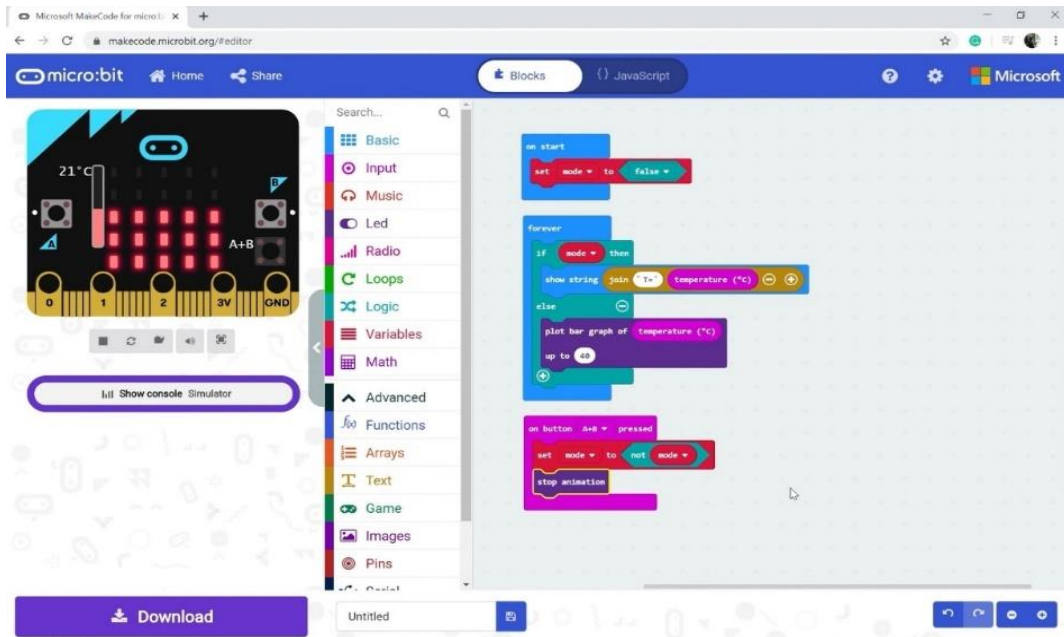 Microsoft MakeCode for micro:b
makecode.microbit.org/#editor
micro:bit Home Share Blocks {} JavaScript Microsoft
21°C
B
A
A+B
0 1 2 3V GND
Show console Simulator
Download
Search...
Basic
Input
Music
Led
Radio
Loops
Logic
Variables
Math
Advanced
Functions
Arrays
Text
Game
Images
Pins
Serial
on start
set mode to false
forever
if mode then
show string join "T=" temperature (°C)
else
plot bar graph of temperature (°C)
up to 40
on button A+B pressed
set mode to not mode
stop animation
Untitled